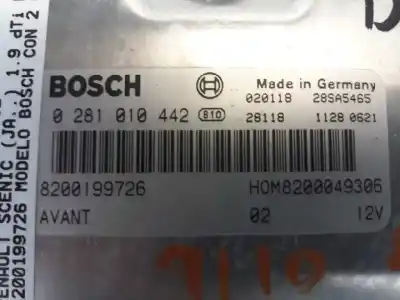 BOSCH
Made in Germany
020118 28SA5465
0 281 010 442 B10
28118 1128 0621
8200199726 HOM8200049306
AVANT 02 12V
SCENIC (JA..) 1.9 dTi
200199726 MODELO BOSCH CON 2